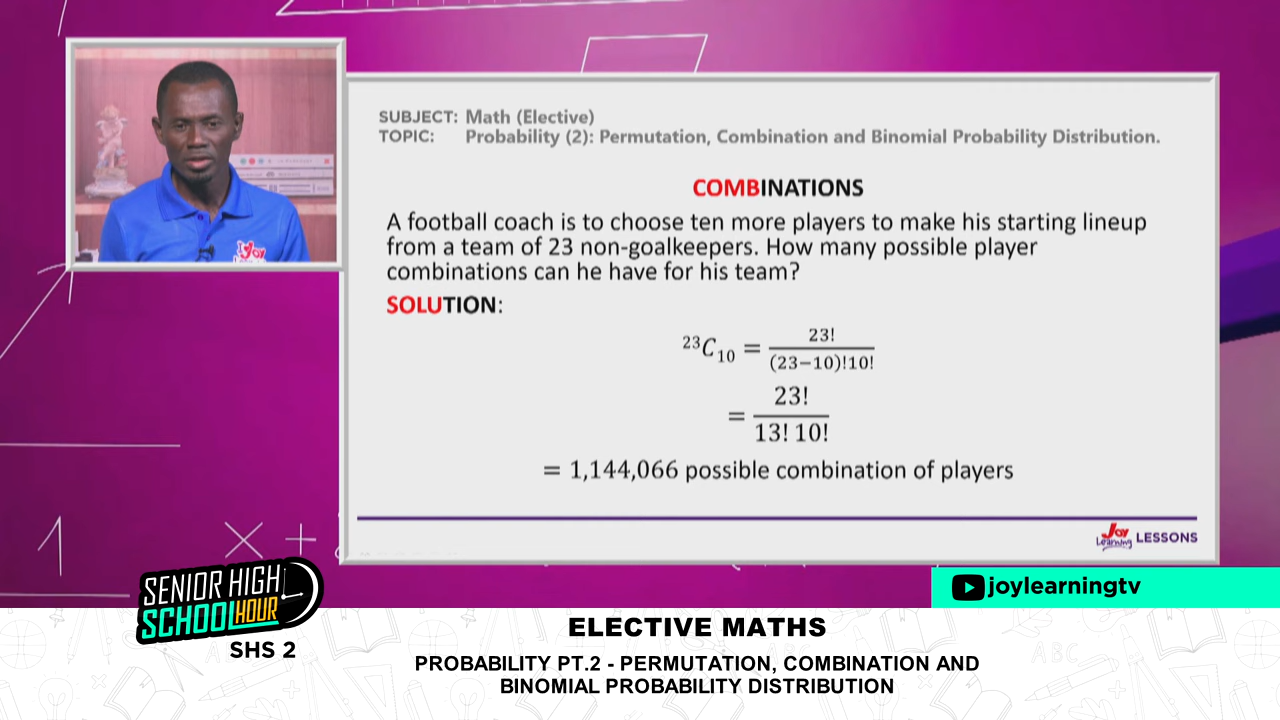 SUBJECT: Math (Elective)
TOPIC: Probability (2): Permutation, Combination and Binomial Probability Distribution.
COMBINATIONS
A football coach is to choose ten more players to make his starting lineup
from a team of 23 non-goalkeepers. How many possible player
combinations can he have for his team?
SOLUTION:
²³C₁₀ = 23! / (23−10)!10!
= 23! / 13! 10!
= 1,144,066 possible combination of players
Joy Learning LESSONS
joylearningtv
SENIOR HIGH
SCHOOL HOUR
SHS 2
ELECTIVE MATHS
PROBABILITY PT.2 - PERMUTATION, COMBINATION AND
BINOMIAL PROBABILITY DISTRIBUTION